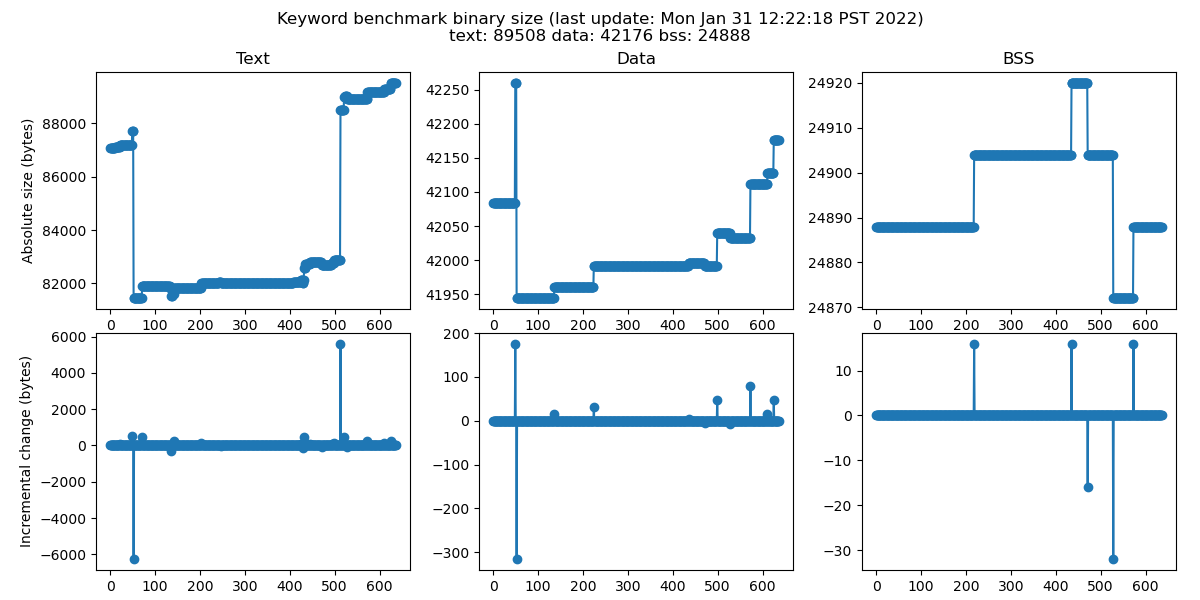 Keyword benchmark binary size (last update: Mon Jan 31 12:22:18 PST 2022)
text: 89508 data: 42176 bss: 24888
Text
Absolute size (bytes)
88000
86000
84000
82000
0 100 200 300 400 500 600
Data
42250
42200
42150
42100
42050
42000
41950
0 100 200 300 400 500 600
BSS
24920
24910
24900
24890
24880
24870
0 100 200 300 400 500 600
Incremental change (bytes)
6000
4000
2000
0
−2000
−4000
−6000
0 100 200 300 400 500 600
200
100
0
−100
−200
−300
0 100 200 300 400 500 600
10
0
−10
−20
−30
0 100 200 300 400 500 600